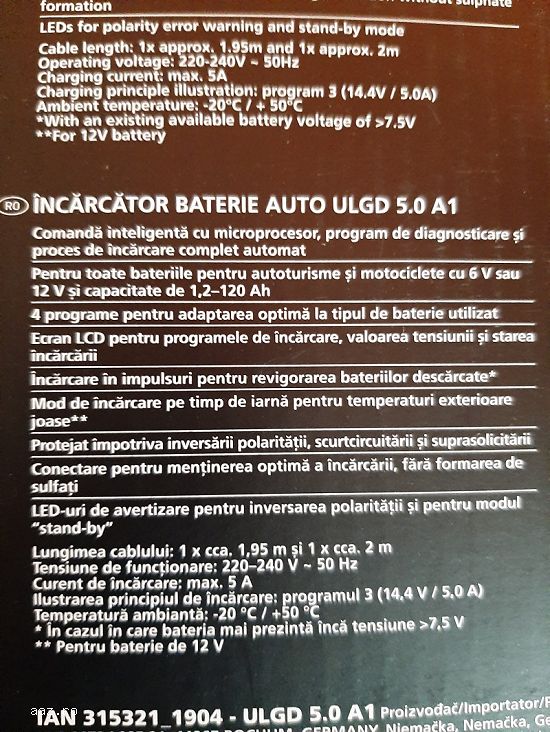 formation
LEDs for polarity error warning and stand-by mode
Cable length: 1x approx. 1.95m and 1x approx. 2m
Operating voltage: 220-240V ~ 50Hz
Charging current: max. 5A
Charging principle illustration: program 3 (14.4V / 5.0A)
Ambient temperature: -20°C / + 50°C
*With an existing available battery voltage of >7.5V
**For 12V battery
RO ÎNCĂRCĂTOR BATERIE AUTO ULGD 5.0 A1
Comandă inteligentă cu microprocesor, program de diagnosticare și
proces de încărcare complet automat
Pentru toate bateriile pentru autoturisme și motociclete cu 6 V sau
12 V și capacitate de 1,2–120 Ah
4 programe pentru adaptarea optimă la tipul de baterie utilizat
Ecran LCD pentru programele de încărcare, valoarea tensiunii și starea
încărcării
Încărcare în impulsuri pentru revigorarea bateriilor descărcate*
Mod de încărcare pe timp de iarnă pentru temperaturi exterioare
joase**
Protejat împotriva inversării polarității, scurtcircuitării și suprasolicitării
Conectare pentru menținerea optimă a încărcării, fără formarea de
sulfați
LED-uri de avertizare pentru inversarea polarității și pentru modul
“stand-by”
Lungimea cablului: 1 x cca. 1,95 m și 1 x cca. 2 m
Tensiune de funcționare: 220–240 V ~ 50 Hz
Curent de încărcare: max. 5 A
Ilustrarea principiului de încărcare: programul 3 (14,4 V / 5,0 A)
Temperatură ambiantă: -20 °C / +50 °C
* În cazul în care bateria mai prezintă încă tensiune >7,5 V
** Pentru baterie de 12 V
IAN 315321_1904 - ULGD 5.0 A1 Proizvođač/Importator/
BOCHUM, GERMANY, Niemačka, Nemačka,